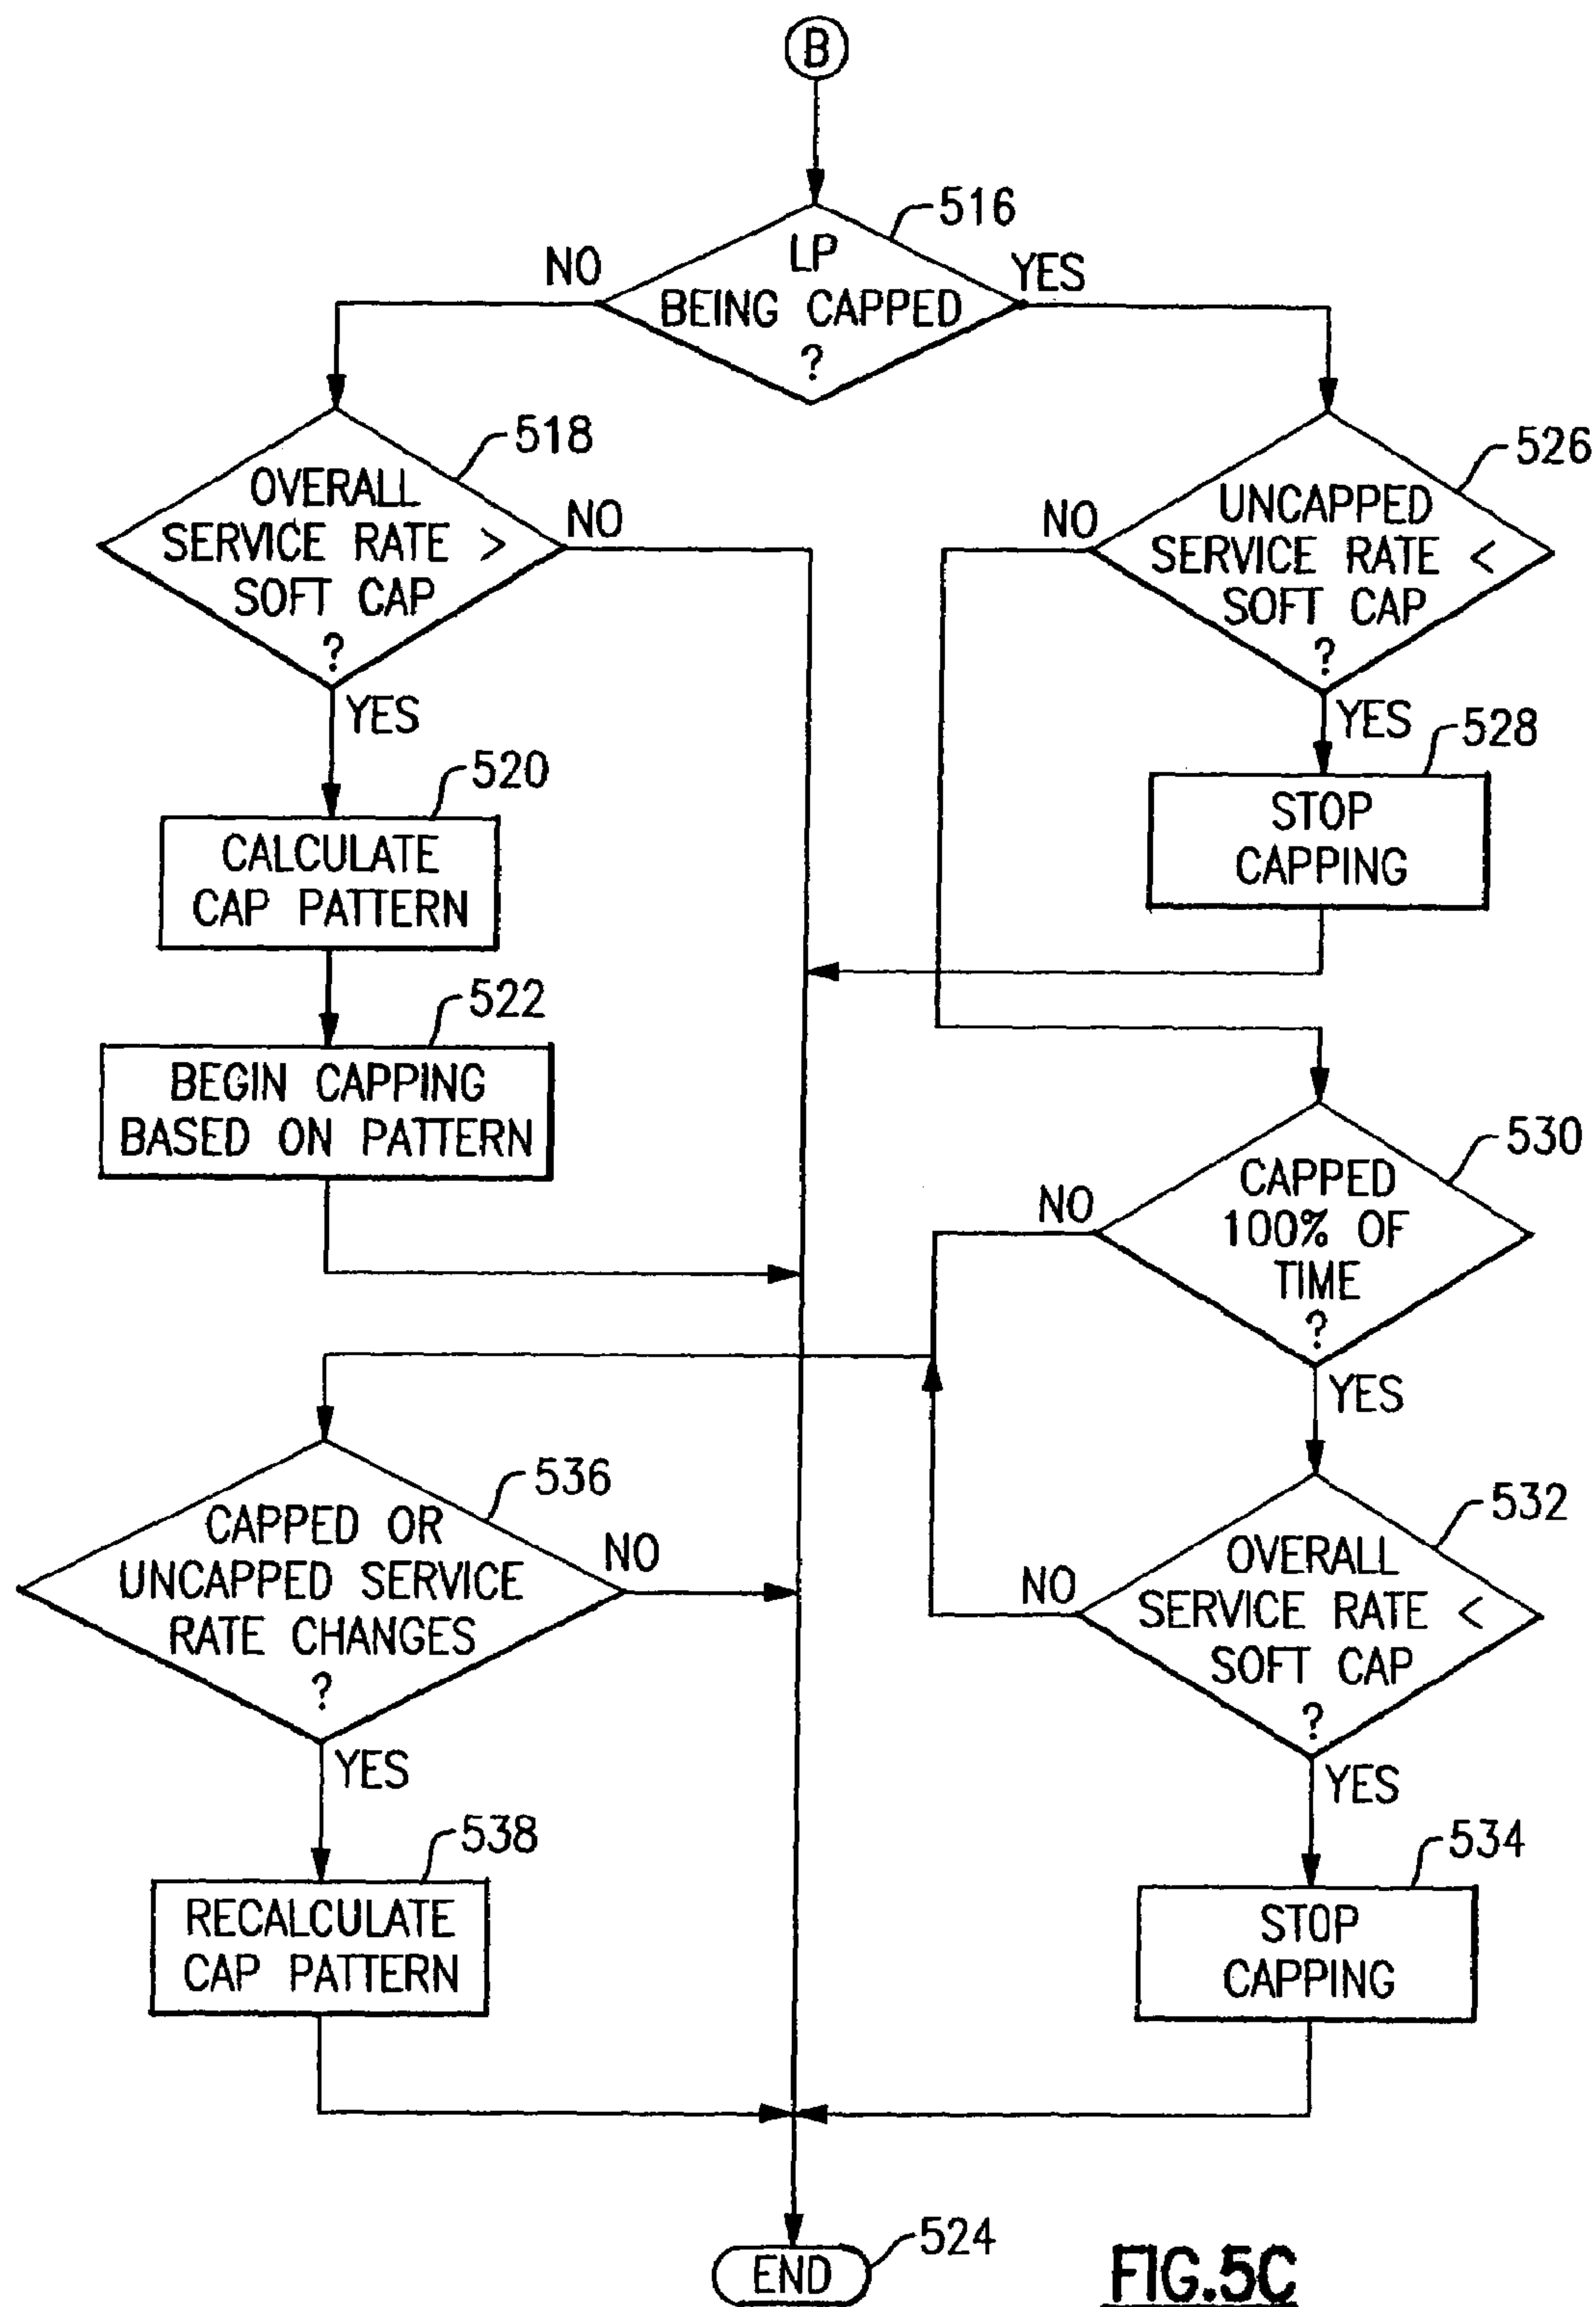 B
516
LP
BEING CAPPED
?
NO
YES
518
OVERALL
SERVICE RATE >
SOFT CAP
?
NO
YES
526
UNCAPPED
SERVICE RATE <
SOFT CAP
?
NO
YES
520
CALCULATE
CAP PATTERN
528
STOP
CAPPING
522
BEGIN CAPPING
BASED ON PATTERN
530
CAPPED
100% OF
TIME
?
NO
YES
536
CAPPED OR
UNCAPPED SERVICE
RATE CHANGES
?
NO
YES
532
OVERALL
SERVICE RATE <
SOFT CAP
?
NO
YES
538
RECALCULATE
CAP PATTERN
534
STOP
CAPPING
END
524
FIG.5C